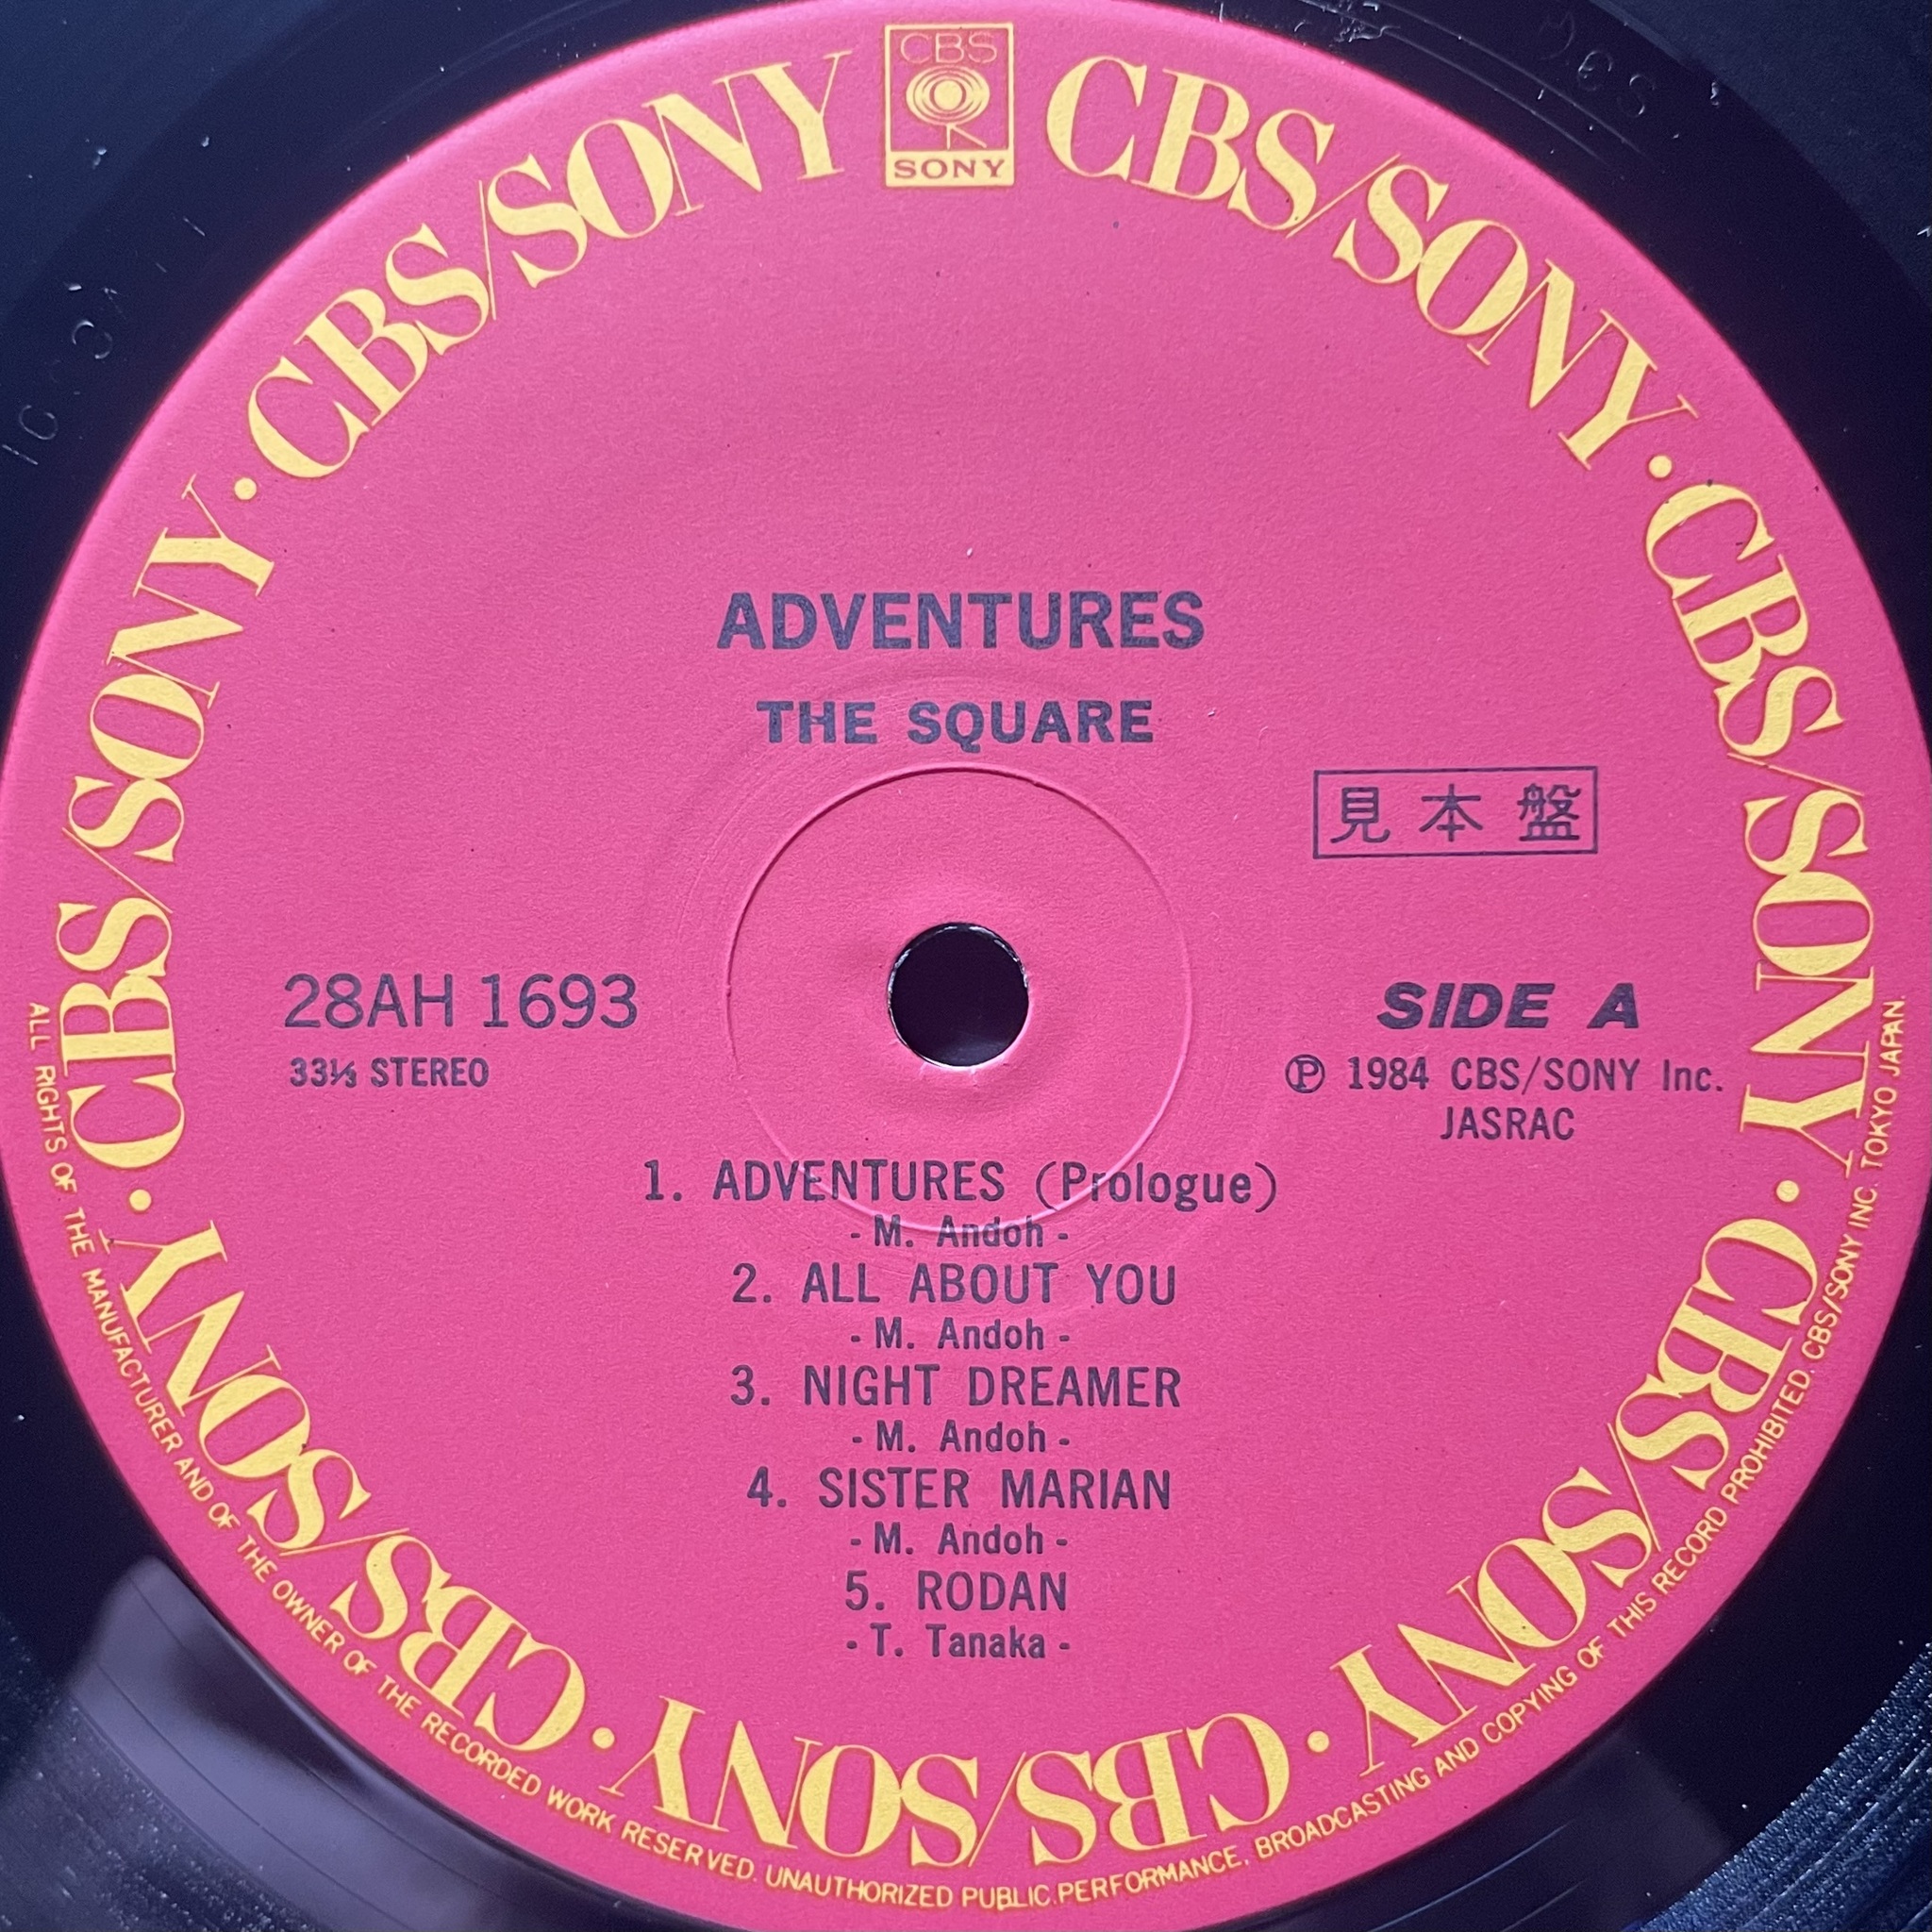 CBS
SONY
CBS/SONY · CBS/SONY · CBS/SONY · CBS/SONY · CBS/SONY · CBS/SONY · CBS/SONY · CBS/SONY
ADVENTURES
THE SQUARE
見本盤
28AH 1693
33⅓ STEREO
SIDE A
Ⓟ 1984 CBS/SONY Inc.
JASRAC
1. ADVENTURES (Prologue)
- M. Andoh -
2. ALL ABOUT YOU
- M. Andoh -
3. NIGHT DREAMER
- M. Andoh -
4. SISTER MARIAN
- M. Andoh -
5. RODAN
- T. Tanaka -
ALL RIGHTS OF THE MANUFACTURER AND OF THE OWNER OF THE RECORDED WORK RESERVED. UNAUTHORIZED PUBLIC.PERFORMANCE. BROADCASTING AND COPYING OF THIS RECORD PROHIBITED. CBS/SONY INC. TOKYO JAPAN.